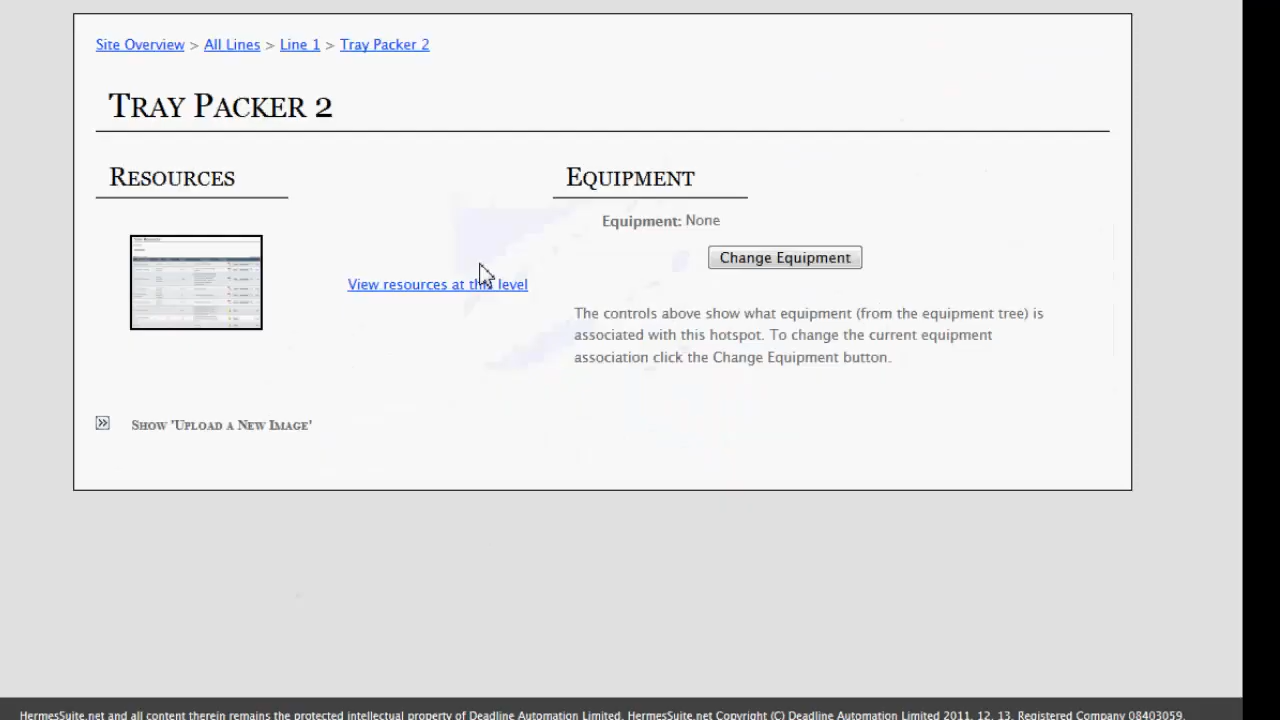 Site Overview > All Lines > Line 1 > Tray Packer 2
Tray Packer 2
Resources
Equipment
Equipment: None
Change Equipment
View resources at this level
The controls above show what equipment (from the equipment tree) is
associated with this hotspot. To change the current equipment
association click the Change Equipment button.
Show 'Upload a New Image'
HermesSuite.net and all content therein remains the protected intellectual property of Deadline Automation Limited. HermesSuite.net Copyright (C) Deadline Automation Limited 2011, 12, 13. Registered Company 08403059.